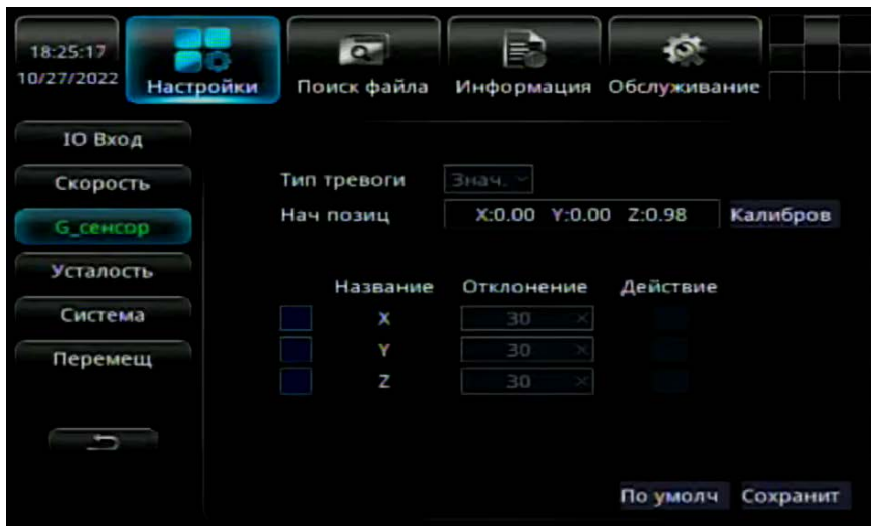 18:25:17
10/27/2022
Настройки
Поиск файла
Информация
Обслуживание
IO Вход
Скорость
G_сенсор
Усталость
Система
Перемещ
Тип тревоги
Знач.
Нач позиц
X:0.00 Y:0.00 Z:0.98
Калибров
Название Отклонение Действие
X 30
Y 30
Z 30
По умолч
Сохранит